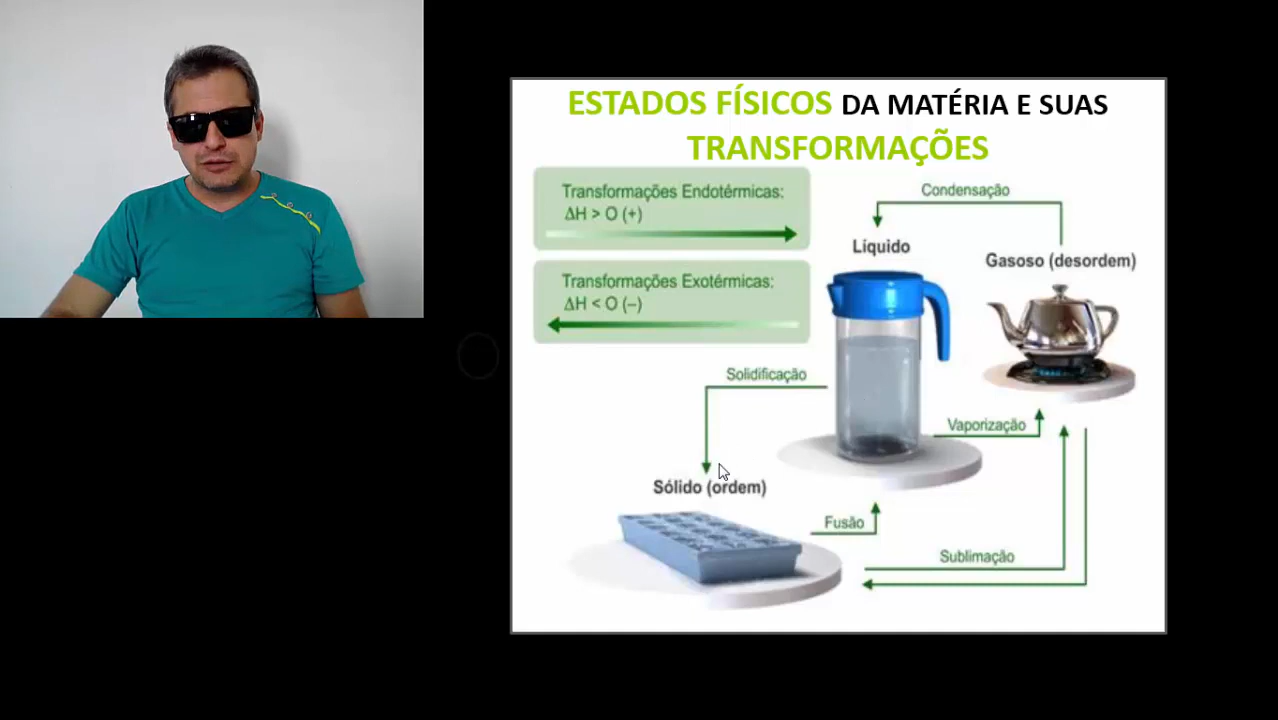 ESTADOS FÍSICOS DA MATÉRIA E SUAS
TRANSFORMAÇÕES
Transformações Endotérmicas:
ΔH > O (+)
Transformações Exotérmicas:
ΔH < O (–)
Condensação
Líquido
Gasoso (desordem)
Solidificação
Vaporização
Sólido (ordem)
Fusão
Sublimação